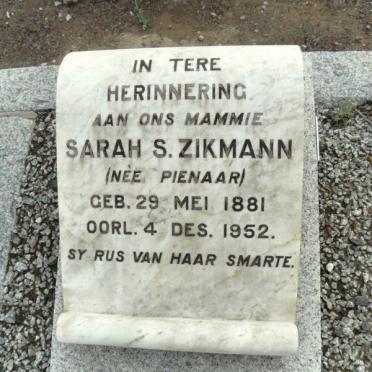 IN TERE
HERINNERING
AAN ONS MAMMIE
SARAH S. ZIKMANN
(NÈE PIENAAR)
GEB. 29 MEI 1881
OORL. 4 DES. 1952.
SY RUS VAN HAAR SMARTE.